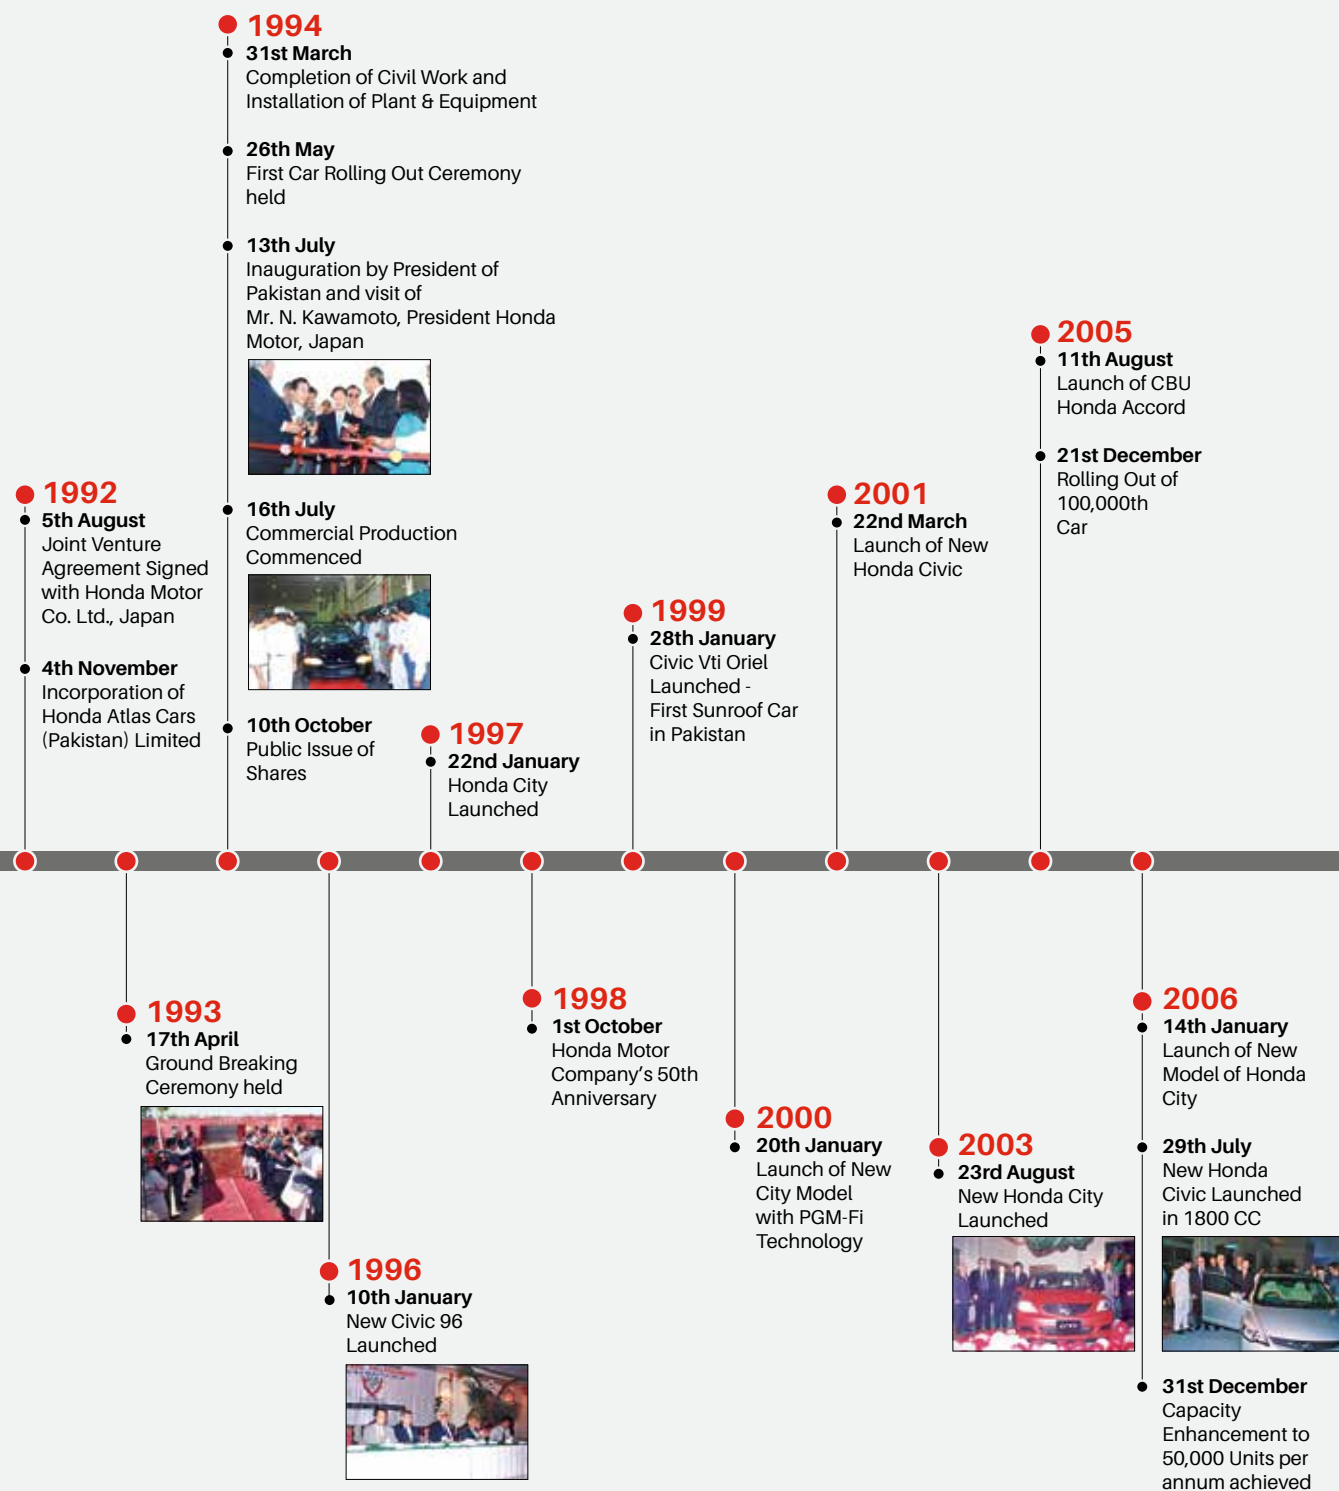 1994
31st March
Completion of Civil Work and
Installation of Plant & Equipment
26th May
First Car Rolling Out Ceremony
held
13th July
Inauguration by President of
Pakistan and visit of
Mr. N. Kawamoto, President Honda
Motor, Japan
16th July
Commercial Production
Commenced
10th October
Public Issue of
Shares
1992
5th August
Joint Venture
Agreement Signed
with Honda Motor
Co. Ltd., Japan
4th November
Incorporation of
Honda Atlas Cars
(Pakistan) Limited
1997
22nd January
Honda City
Launched
1999
28th January
Civic Vti Oriel
Launched -
First Sunroof Car
in Pakistan
2001
22nd March
Launch of New
Honda Civic
2005
11th August
Launch of CBU
Honda Accord
21st December
Rolling Out of
100,000th
Car
1993
17th April
Ground Breaking
Ceremony held
1996
10th January
New Civic 96
Launched
1998
1st October
Honda Motor
Company's 50th
Anniversary
2000
20th January
Launch of New
City Model
with PGM-Fi
Technology
2003
23rd August
New Honda City
Launched
2006
14th January
Launch of New
Model of Honda
City
29th July
New Honda
Civic Launched
in 1800 CC
31st December
Capacity
Enhancement to
50,000 Units per
annum achieved